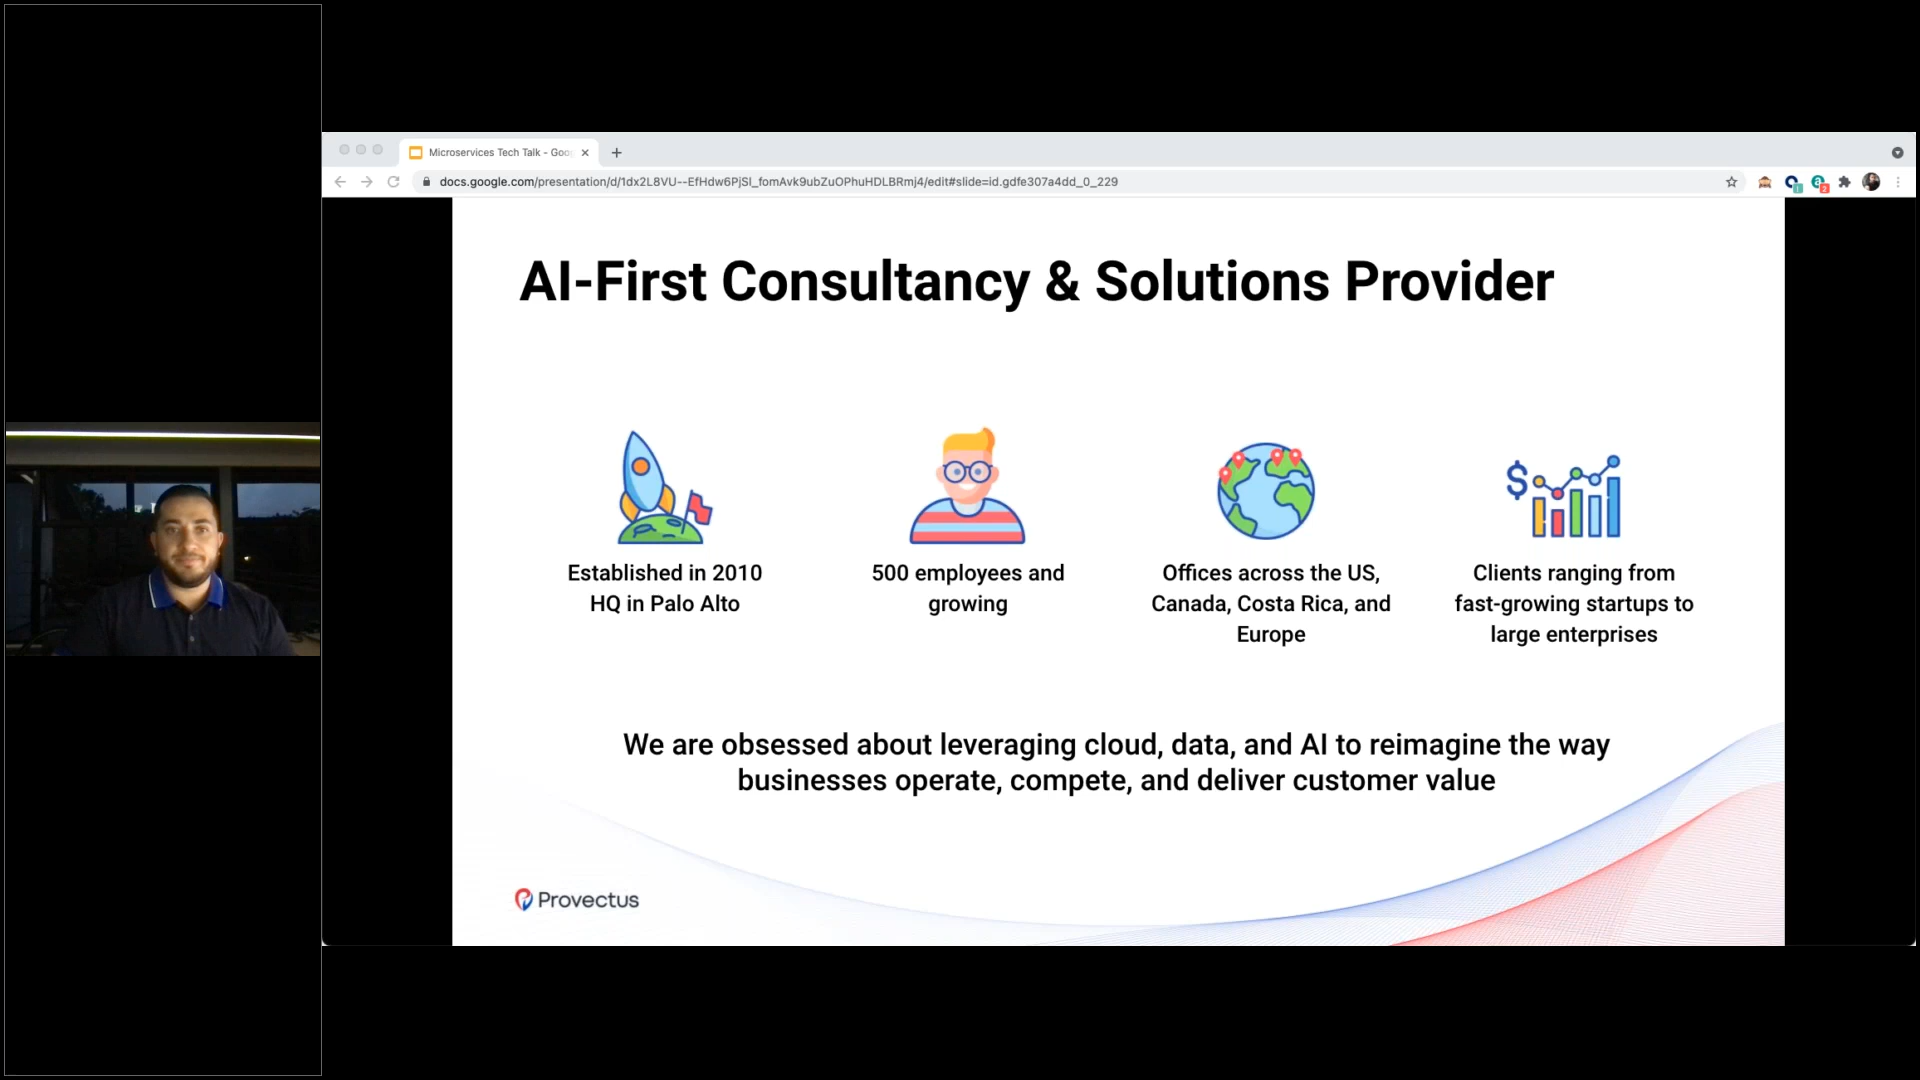 Microservices Tech Talk - Goo
docs.google.com/presentation/d/1dx2L8VU--EfHdw6PjSI_fomAvk9ubZuOPhuHDLBRmj4/edit#slide=id.gdfe307a4dd_0_229
2
AI-First Consultancy & Solutions Provider
$
Established in 2010
HQ in Palo Alto
500 employees and
growing
Offices across the US,
Canada, Costa Rica, and
Europe
Clients ranging from
fast-growing startups to
large enterprises
We are obsessed about leveraging cloud, data, and AI to reimagine the way
businesses operate, compete, and deliver customer value
Provectus